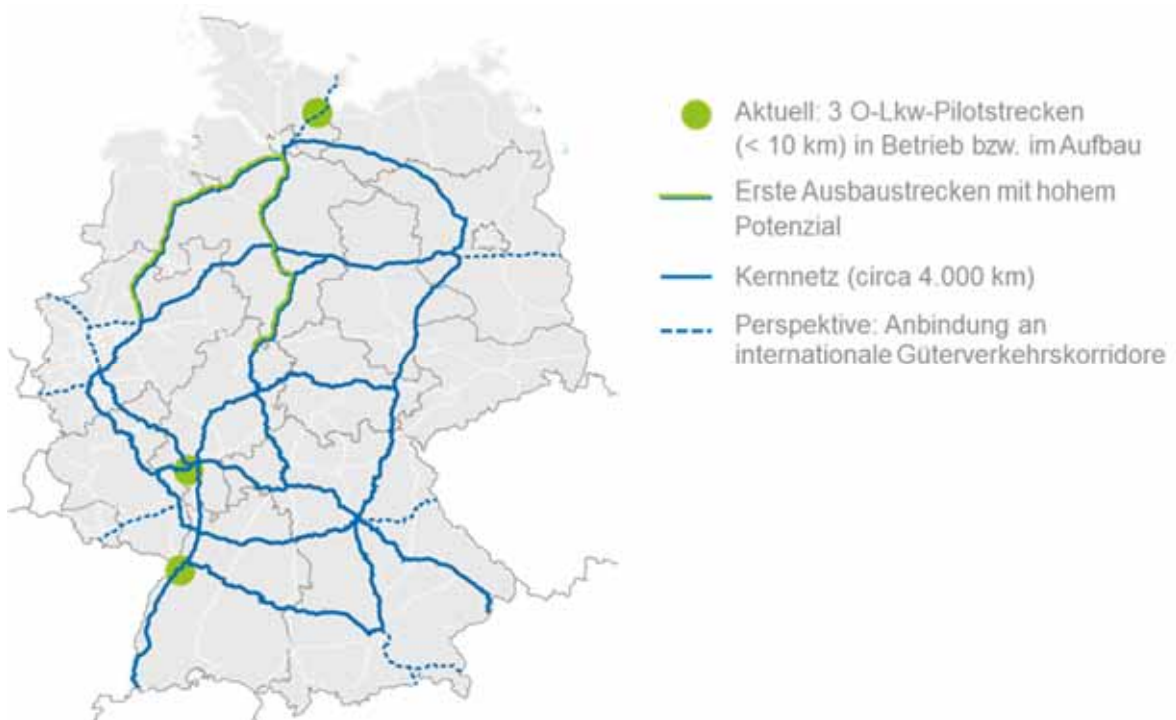 Aktuell: 3 O-Lkw-Pilotstrecken
(< 10 km) in Betrieb bzw. im Aufbau
Erste Ausbaustrecken mit hohem
Potenzial
Kernnetz (circa 4.000 km)
Perspektive: Anbindung an
internationale Güterverkehrskorridore